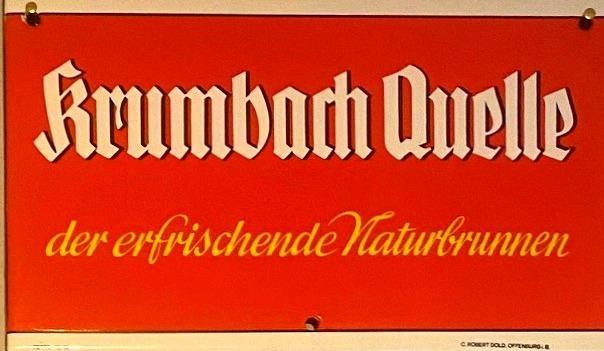 Krumbach Quelle
der erfrischende Naturbrunnen
C. ROBERT DOLD, OFFENBURG i. B.